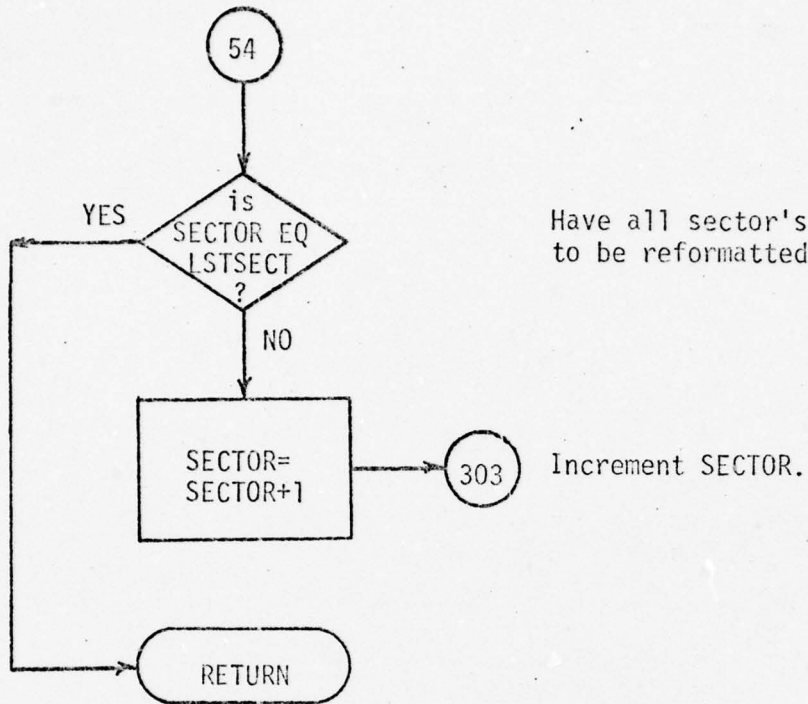 54
is
SECTOR EQ
LSTSECT
?
YES
NO
Have all sector's
to be reformatted
SECTOR=
SECTOR+1
303
Increment SECTOR.
RETURN